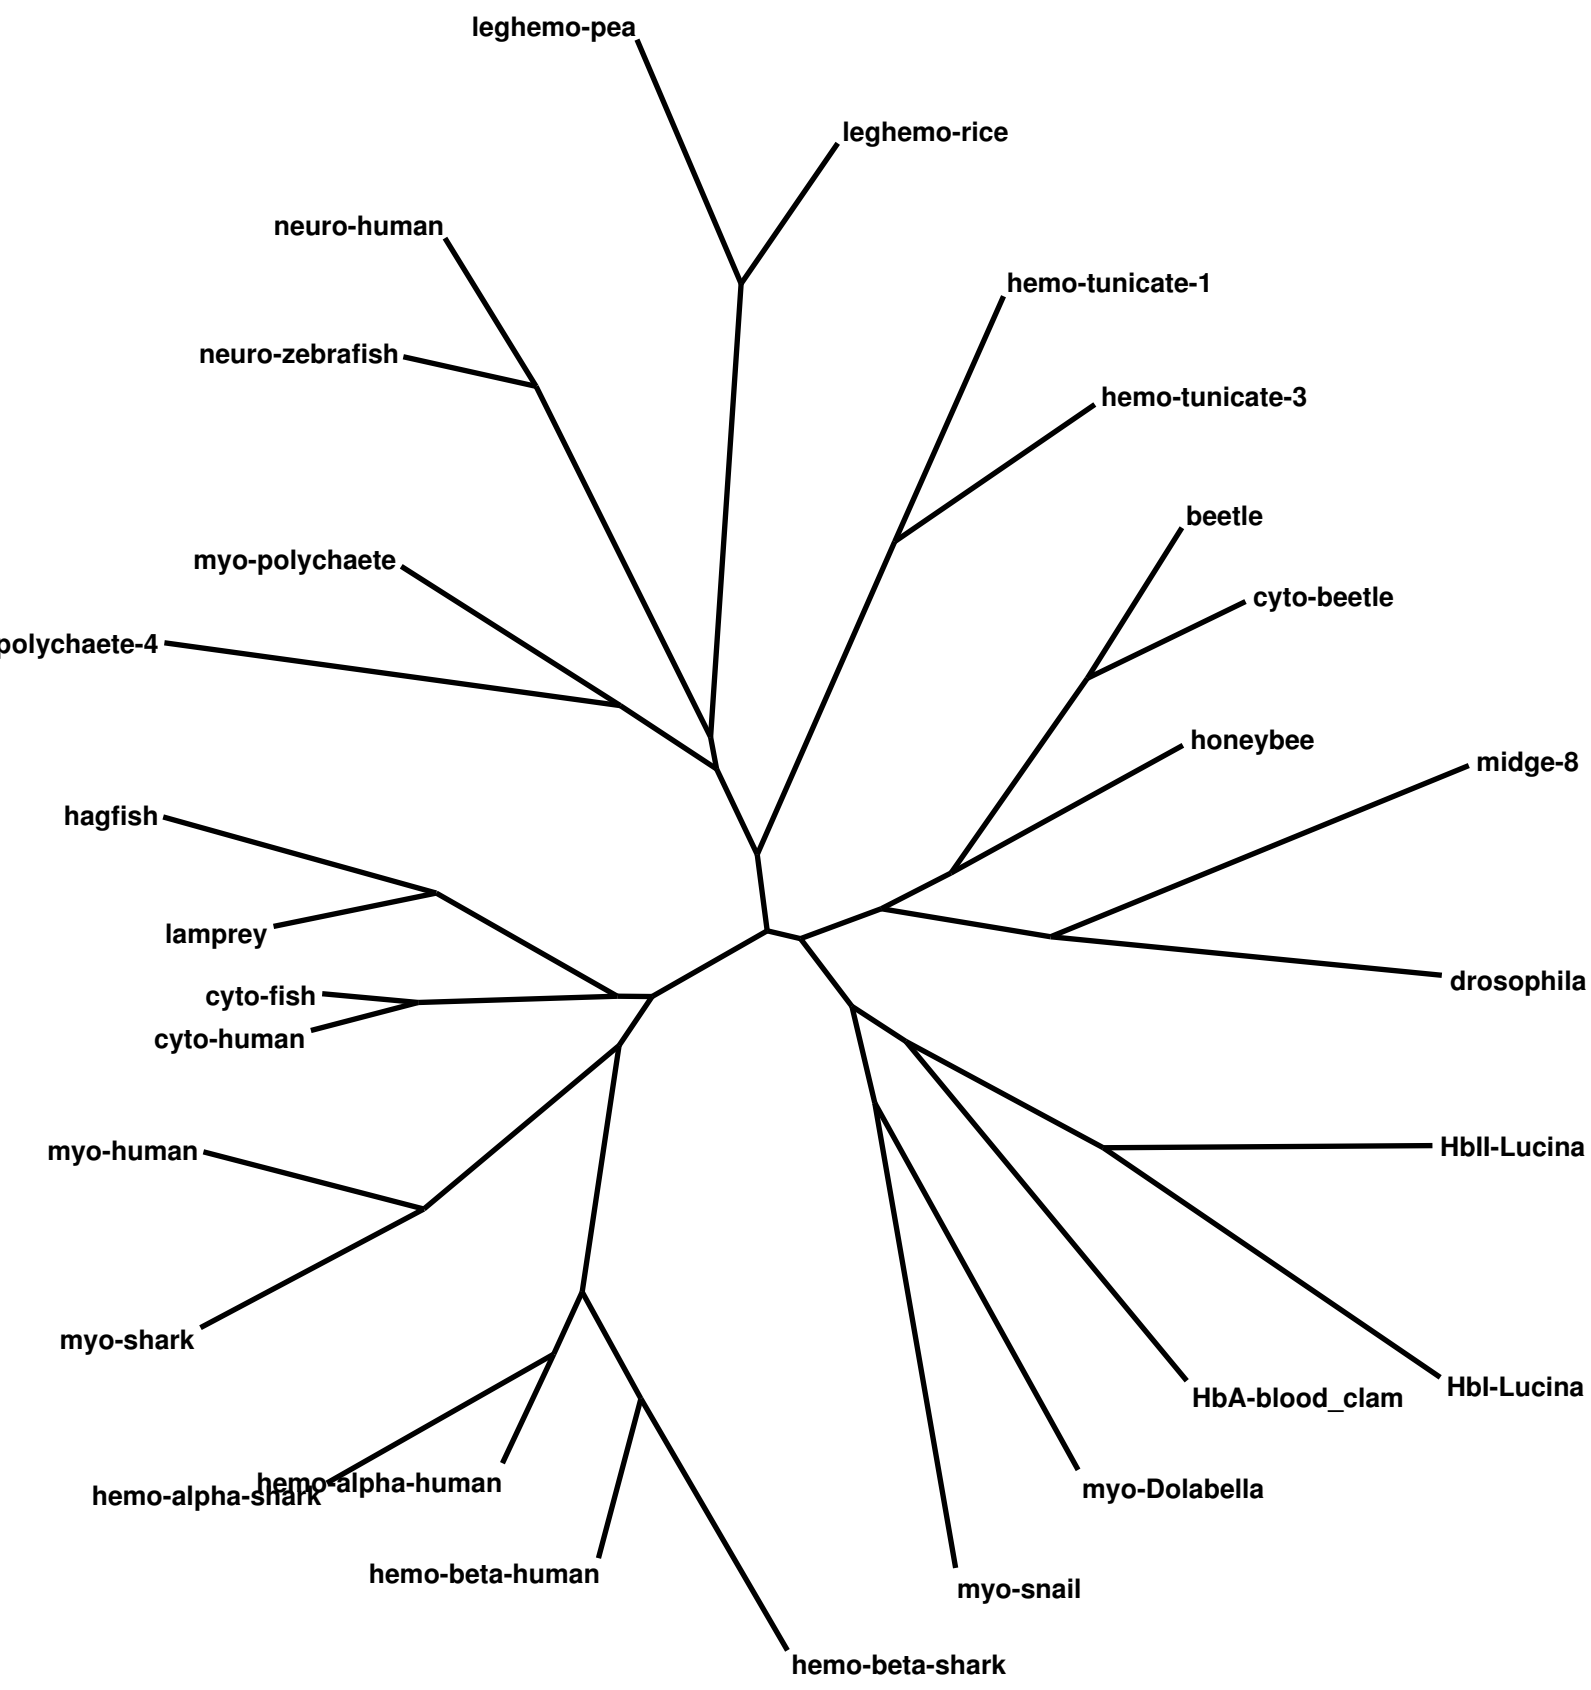 leghemo-pea
leghemo-rice
neuro-human
hemo-tunicate-1
neuro-zebrafish
hemo-tunicate-3
beetle
myo-polychaete
cyto-beetle
polychaete-4
honeybee
midge-8
hagfish
lamprey
drosophila
cyto-fish
cyto-human
myo-human
HbII-Lucina
myo-shark
HbI-Lucina
HbA-blood_clam
hemo-alpha-human
hemo-alpha-shark
myo-Dolabella
hemo-beta-human
myo-snail
hemo-beta-shark